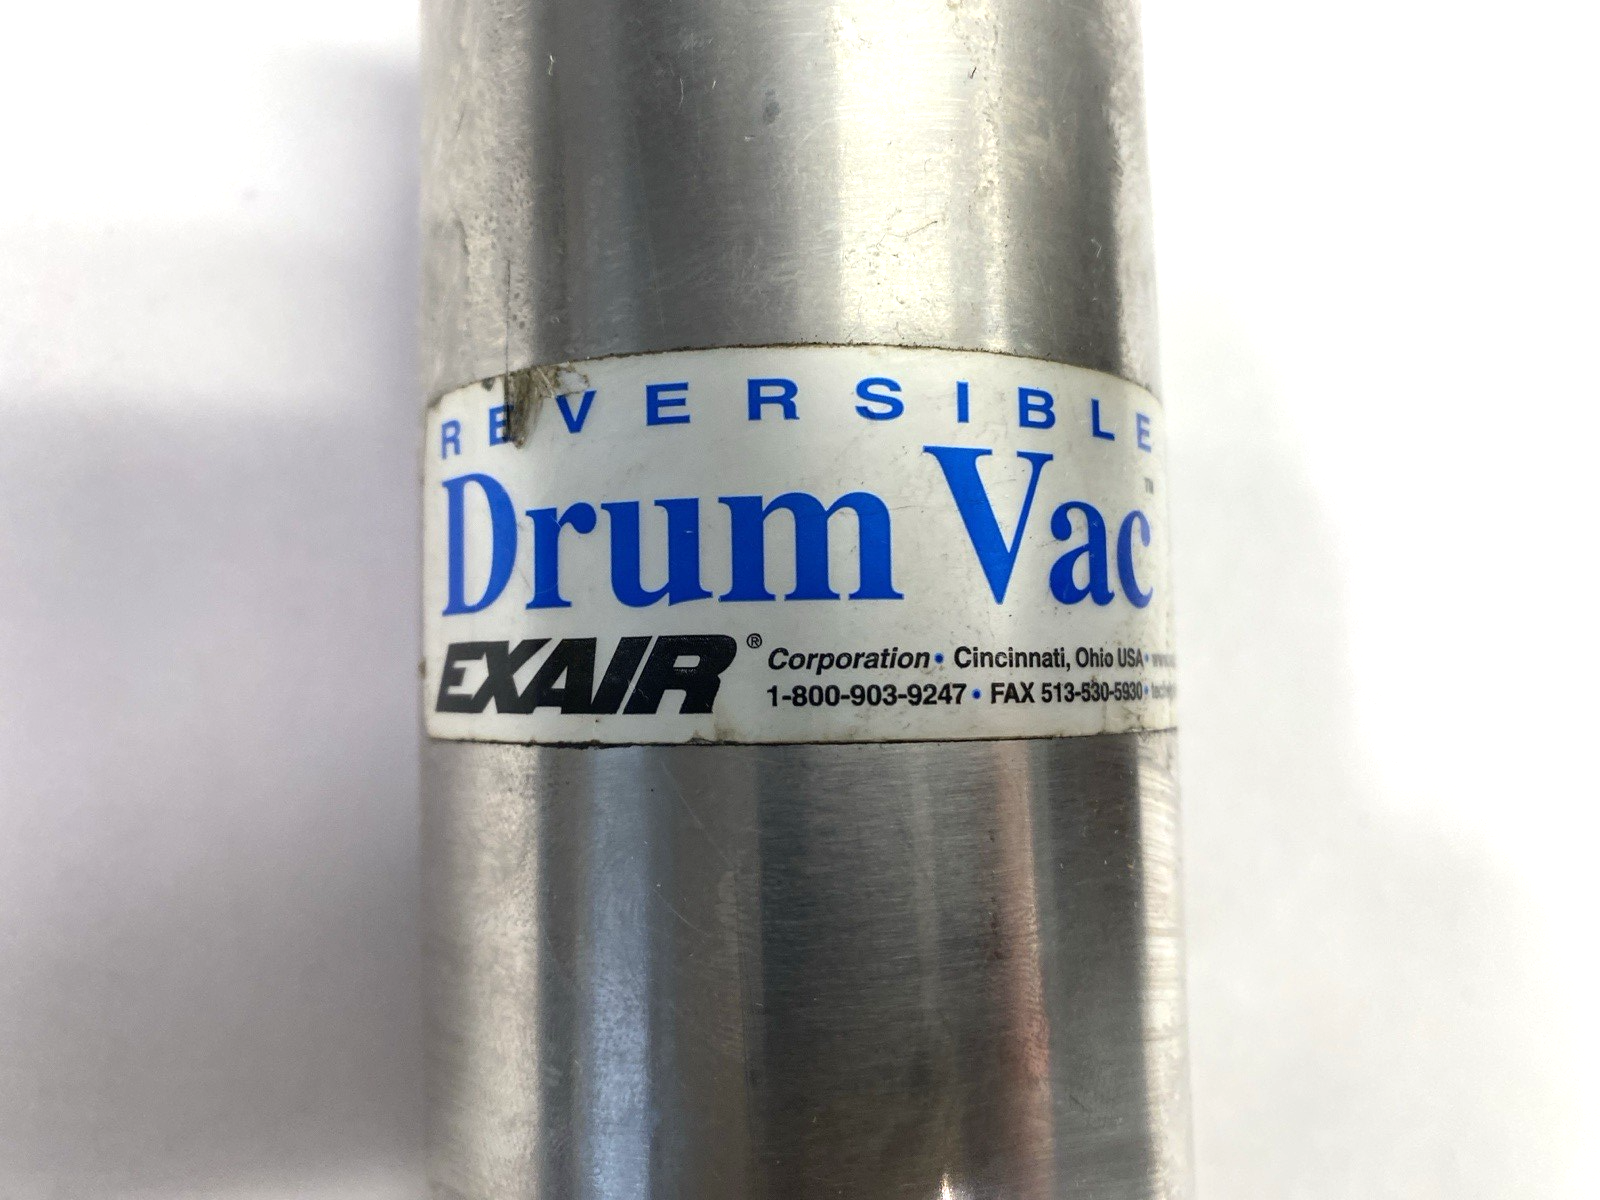 REVERSIBLE
Drum Vac™
EXAIR® Corporation • Cincinnati, Ohio USA •
1-800-903-9247 • FAX 513-530-5930 •